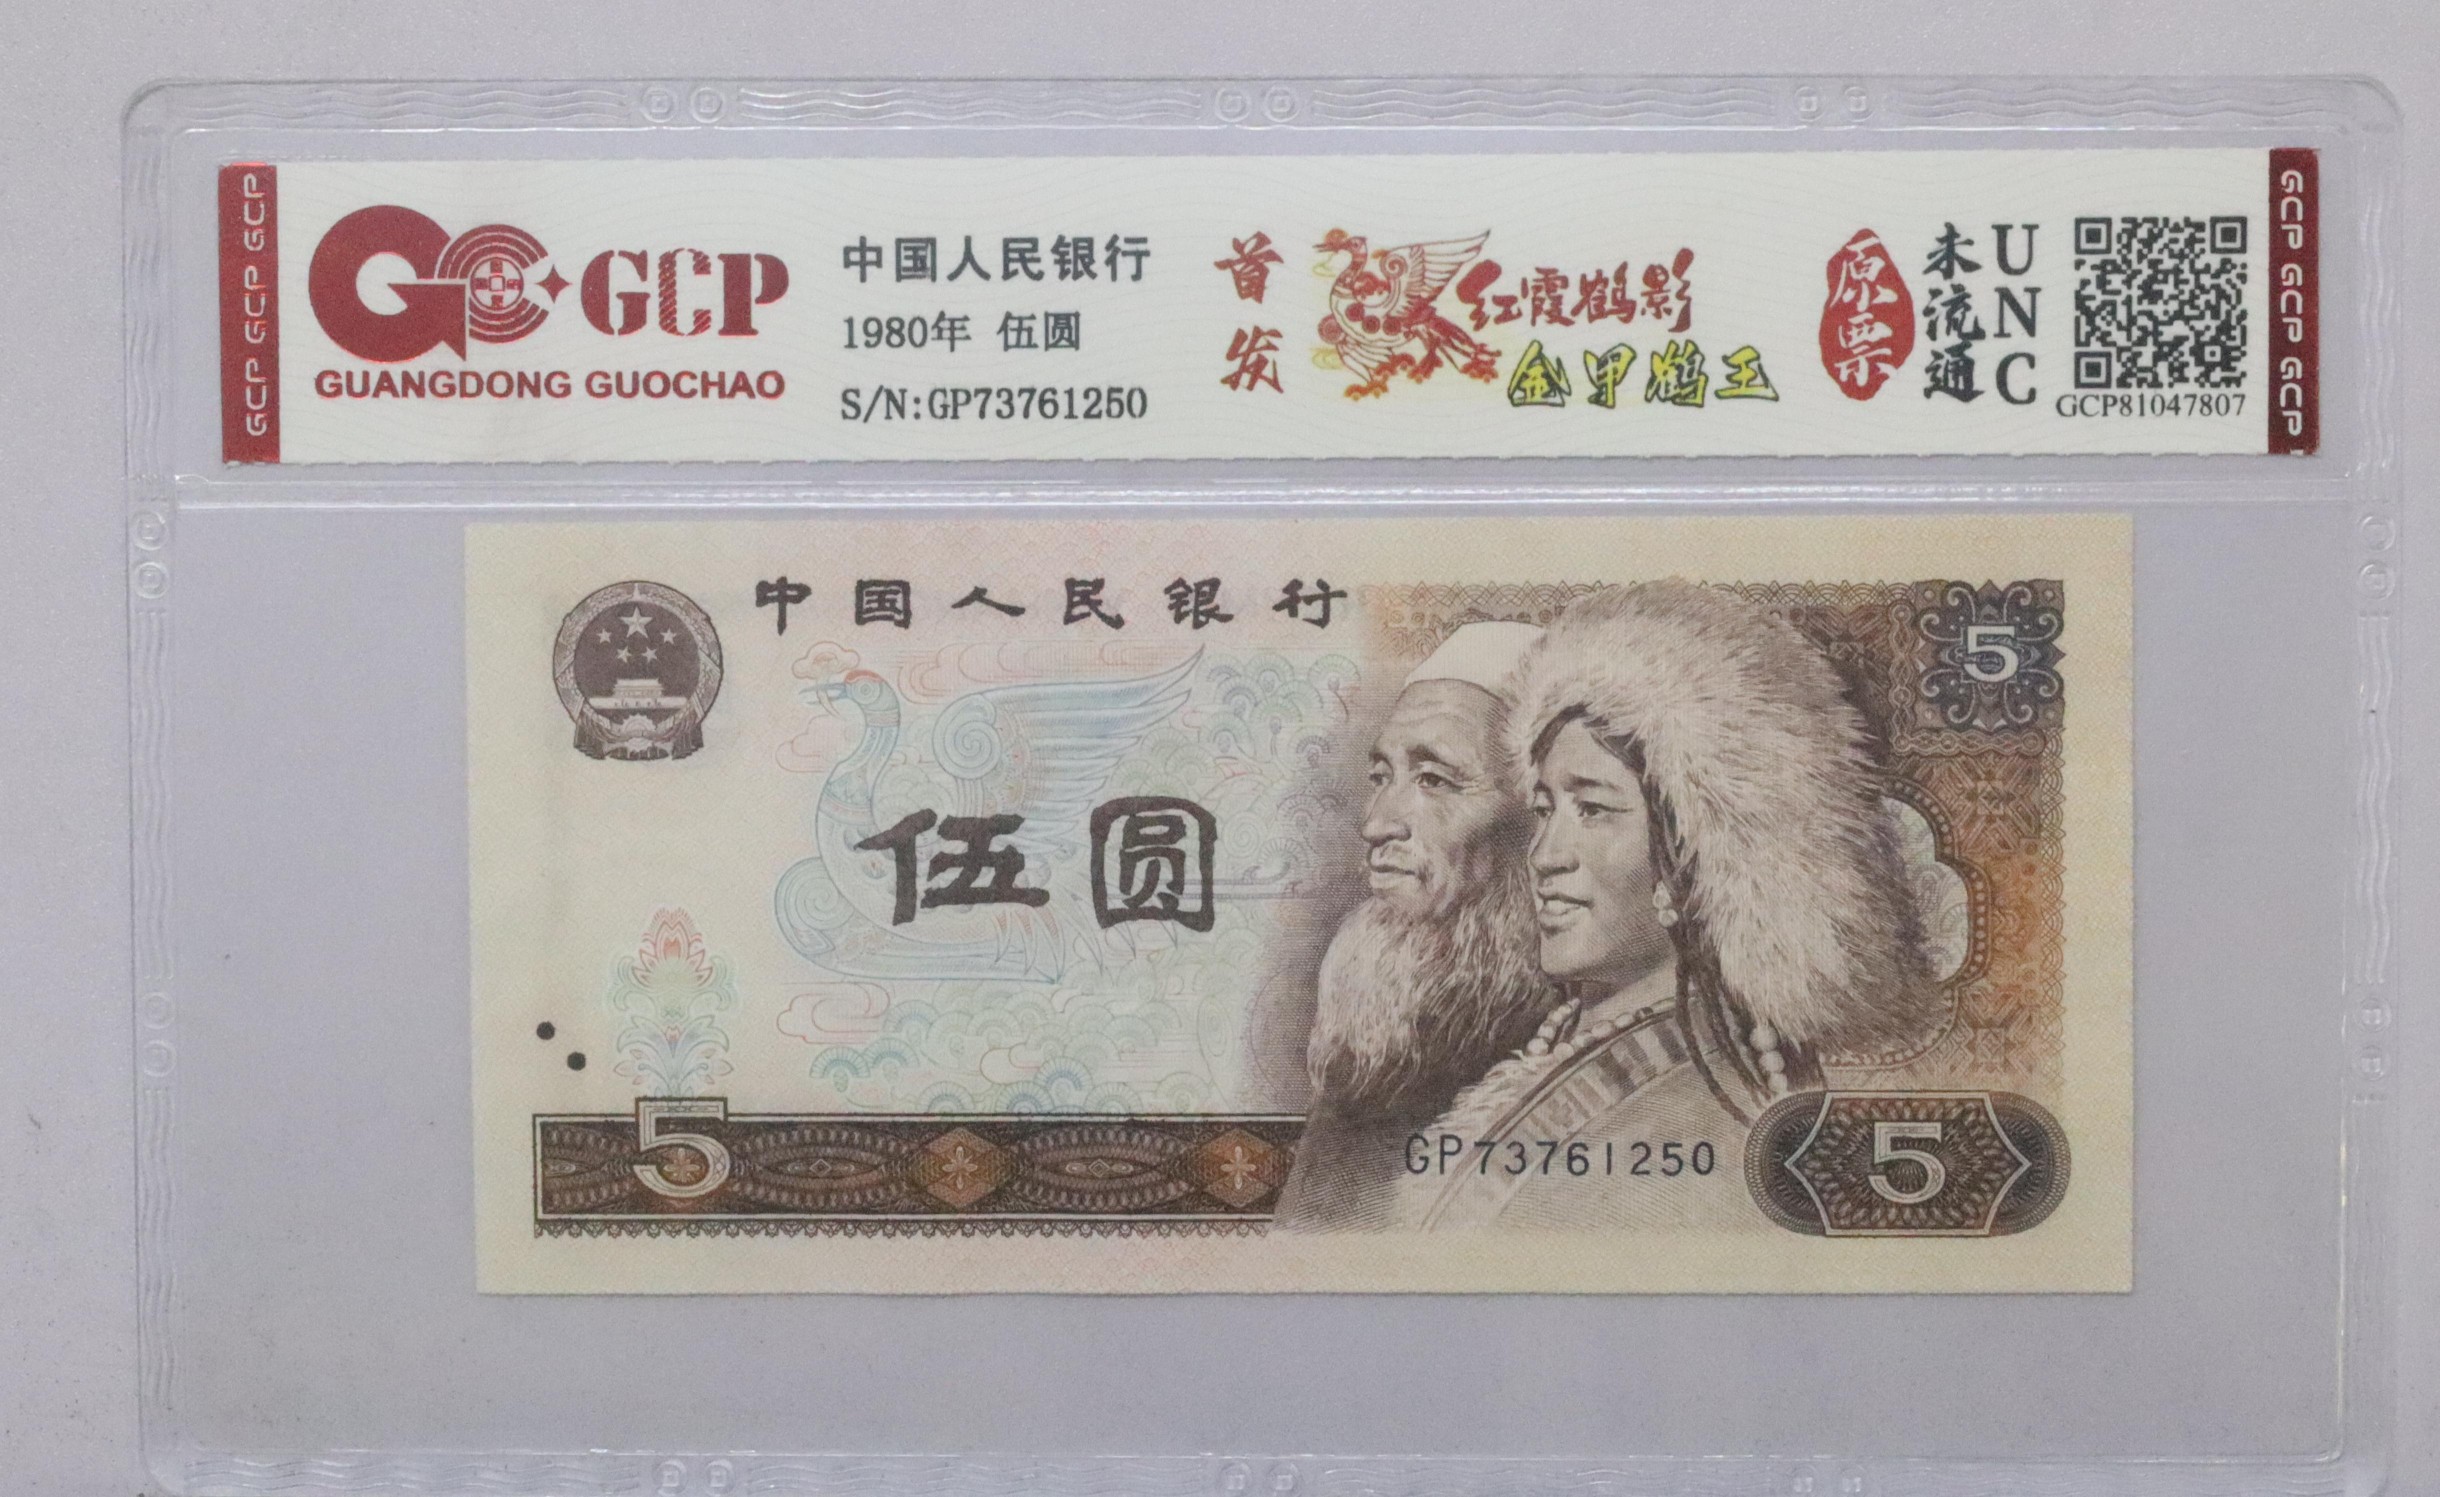 GCP GCP GCP
GCP
GUANGDONG GUOCHAO
中国人民银行
1980年 伍圆
S/N:GP73761250
首发
红霞鹤影
金甲鹤王
原票
未流通
UNC
GCP81047807
GCP GCP GCP
中国人民银行
5
伍圆
5
GP73761250
5